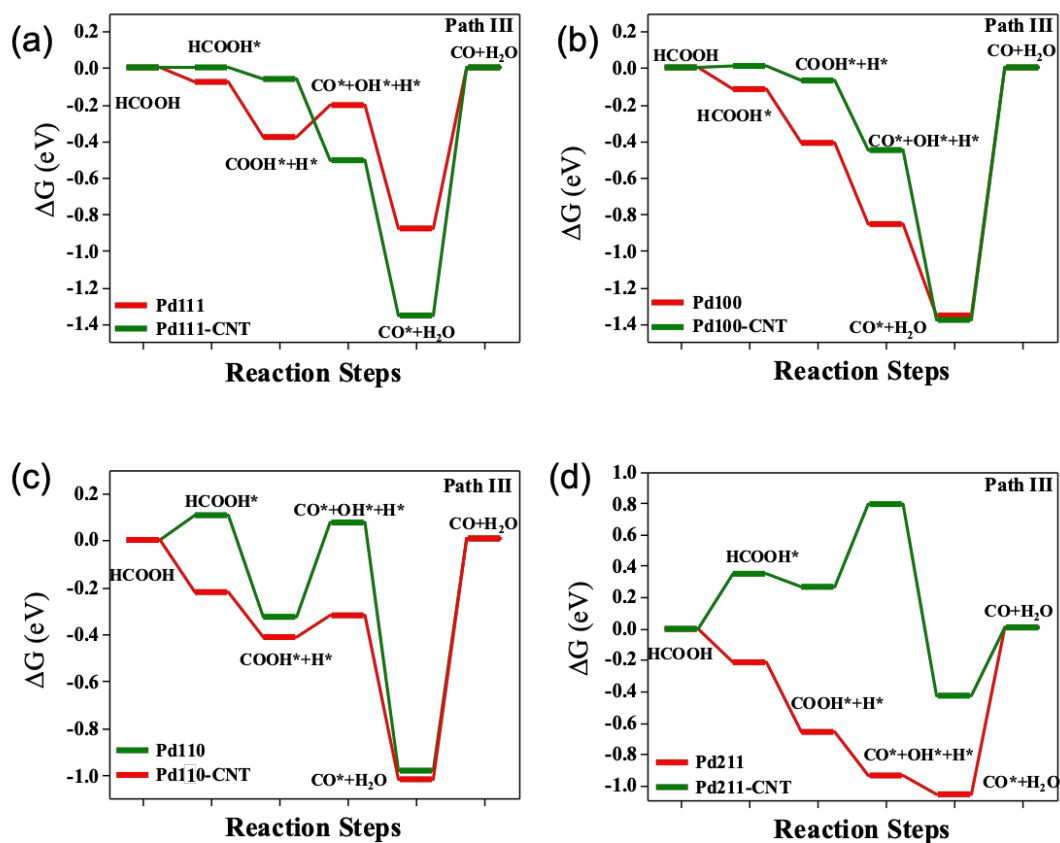 (a)
Path III
0.2
0.0
-0.2
-0.4
-0.6
-0.8
-1.0
-1.2
-1.4
ΔG (eV)
HCOOH
HCOOH*
COOH*+H*
CO*+OH*+H*
CO*+H₂O
CO+H₂O
Pd111
Pd111-CNT
Reaction Steps
(b)
Path III
0.2
0.0
-0.2
-0.4
-0.6
-0.8
-1.0
-1.2
-1.4
ΔG (eV)
HCOOH
HCOOH*
COOH*+H*
CO*+OH*+H*
CO*+H₂O
CO+H₂O
Pd100
Pd100-CNT
Reaction Steps
(c)
Path III
0.2
0.0
-0.2
-0.4
-0.6
-0.8
-1.0
ΔG (eV)
HCOOH
HCOOH*
COOH*+H*
CO*+OH*+H*
CO*+H₂O
CO+H₂O
Pd110
Pd110-CNT
Reaction Steps
(d)
Path III
1.0
0.8
0.6
0.4
0.2
0.0
-0.2
-0.4
-0.6
-0.8
-1.0
ΔG (eV)
HCOOH
HCOOH*
COOH*+H*
CO*+OH*+H*
CO*+H₂O
CO+H₂O
Pd211
Pd211-CNT
Reaction Steps